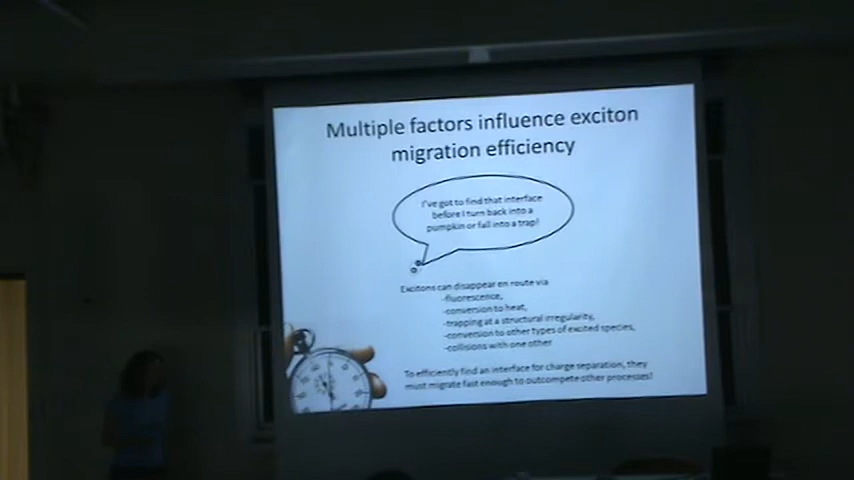 Multiple factors influence exciton
migration efficiency
I've got to find that interface
before I turn back into a
pumpkin or fall into a trap!
Excitons can disappear en route via
-fluorescence,
-conversion to heat,
-trapping at a structural irregularity,
-conversion to other types of excited species,
-collisions with one other
To efficiently find an interface for charge separation, they
must migrate fast enough to outcompete other processes!